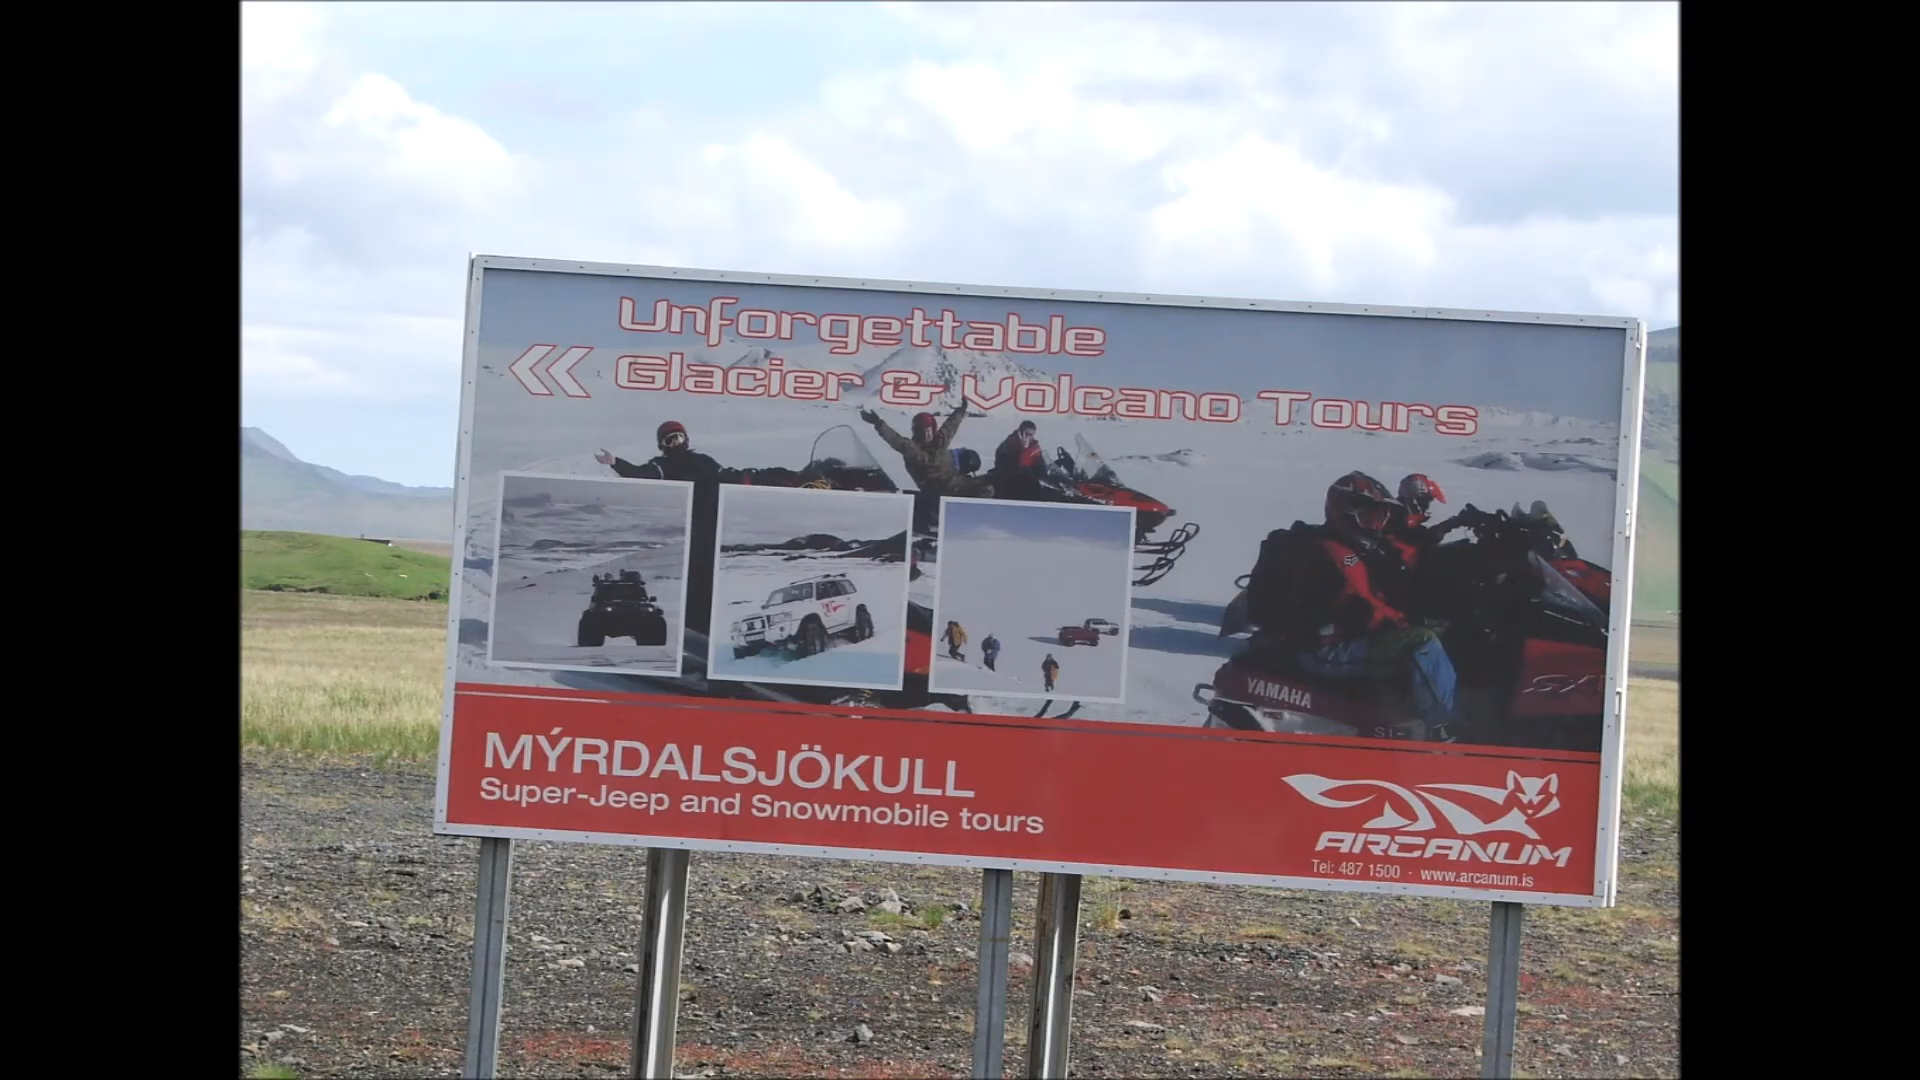 Unforgettable
Glacier & Volcano Tours
YAMAHA
MÝRDALSJÖKULL
Super-Jeep and Snowmobile tours
ARCANUM
Tel: 487 1500 · www.arcanum.is